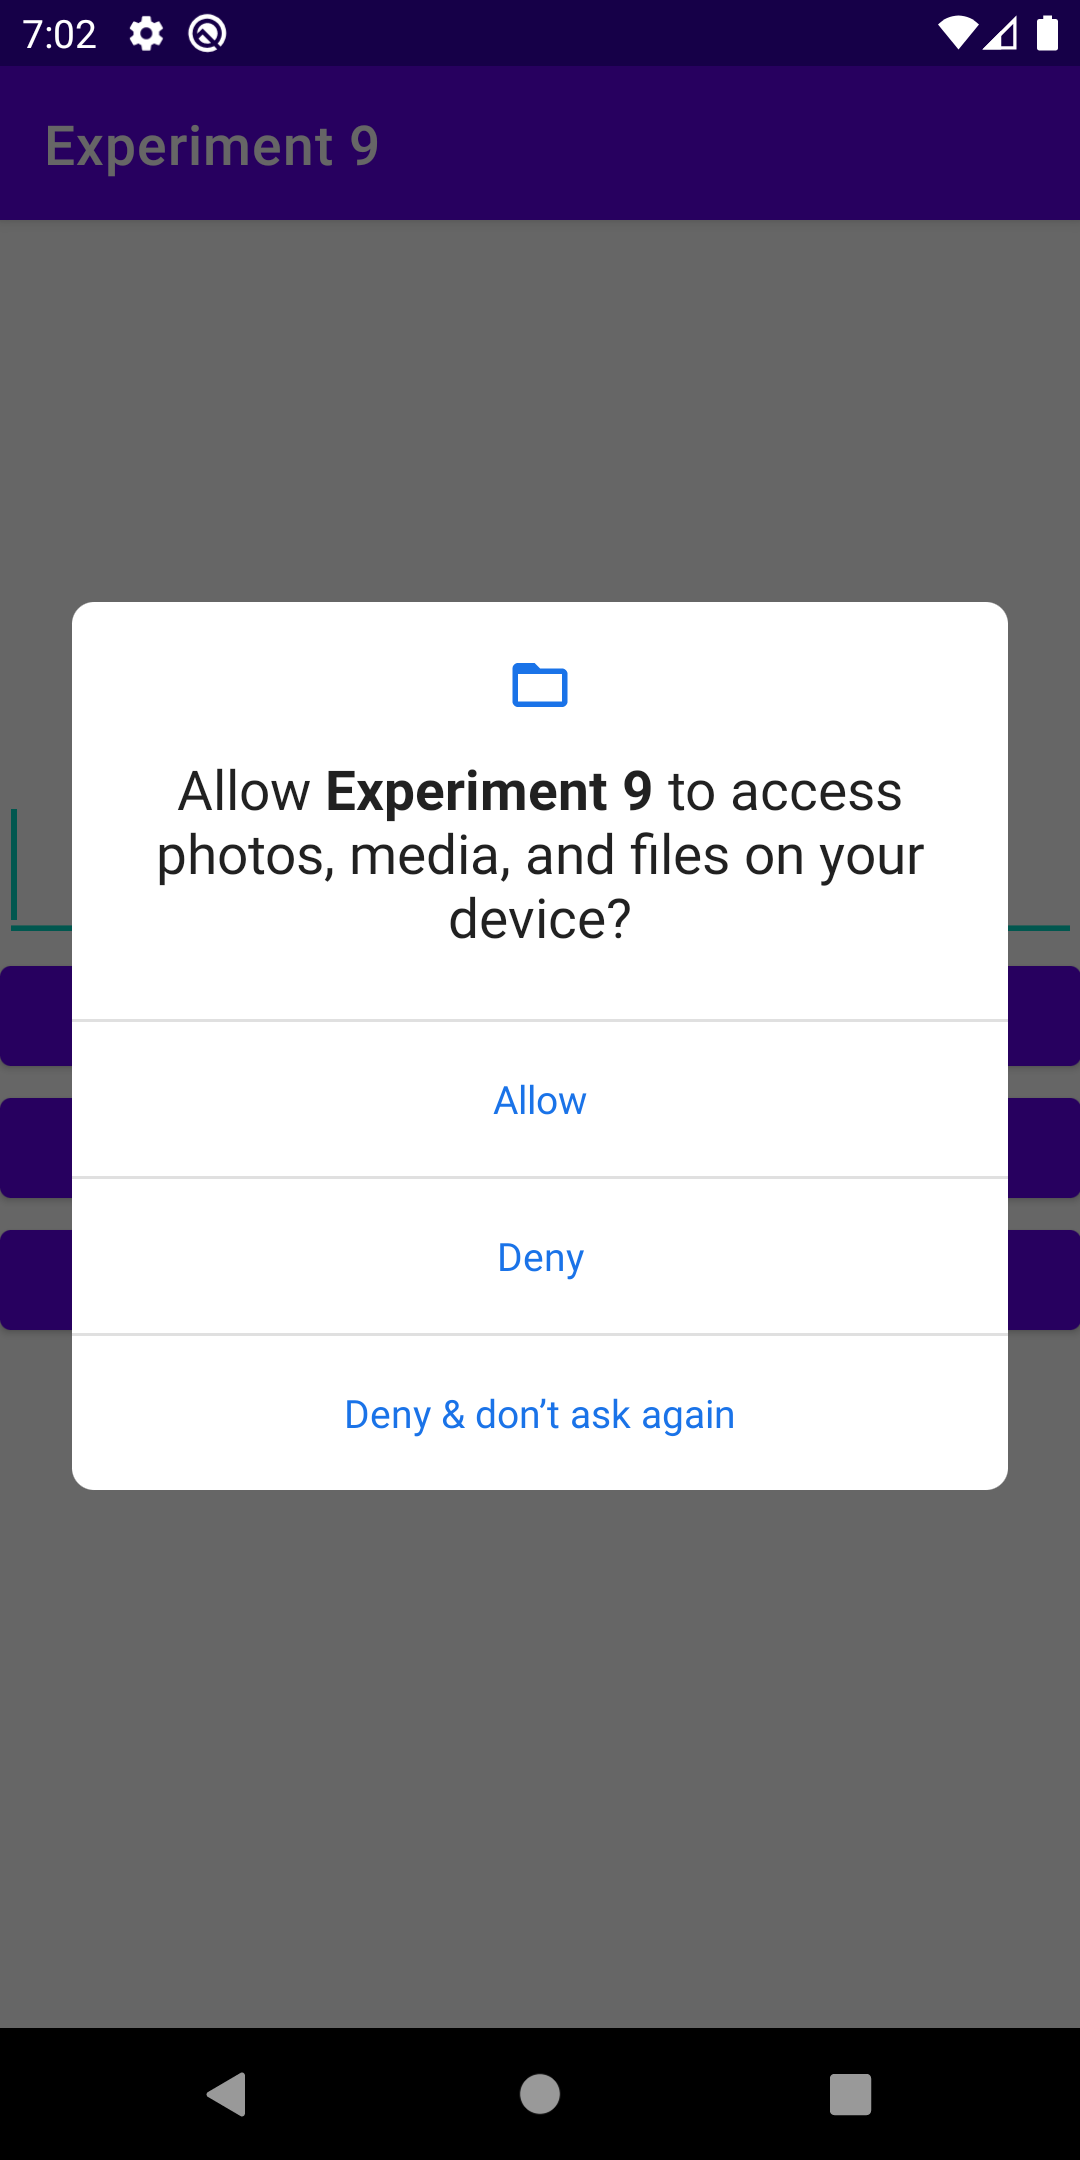 7:02
Experiment 9
Allow Experiment 9 to access
photos, media, and files on your
device?
Allow
Deny
Deny & don’t ask again